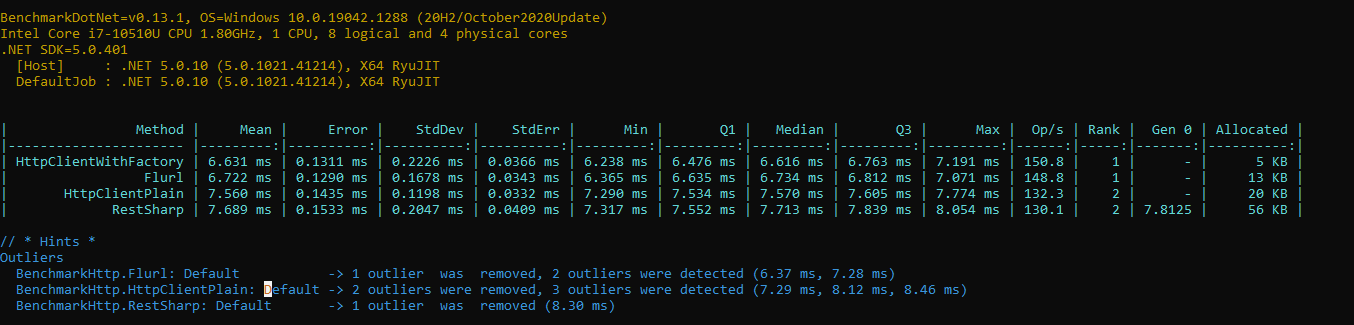 BenchmarkDotNet=v0.13.1, OS=Windows 10.0.19042.1288 (20H2/October2020Update)
Intel Core i7-10510U CPU 1.80GHz, 1 CPU, 8 logical and 4 physical cores
.NET SDK=5.0.401
  [Host]     : .NET 5.0.10 (5.0.1021.41214), X64 RyuJIT
  DefaultJob : .NET 5.0.10 (5.0.1021.41214), X64 RyuJIT
|                Method |     Mean |     Error |    StdDev |    StdErr |      Min |       Q1 |   Median |       Q3 |      Max |  Op/s | Rank |  Gen 0 | Allocated |
|---------------------- |---------:|----------:|----------:|----------:|---------:|---------:|---------:|---------:|---------:|------:|-----:|-------:|----------:|
| HttpClientWithFactory | 6.631 ms | 0.1311 ms | 0.2226 ms | 0.0366 ms | 6.238 ms | 6.476 ms | 6.616 ms | 6.763 ms | 7.191 ms | 150.8 |    1 |      - |      5 KB |
|                 Flurl | 6.722 ms | 0.1290 ms | 0.1678 ms | 0.0343 ms | 6.365 ms | 6.635 ms | 6.734 ms | 6.812 ms | 7.071 ms | 148.8 |    1 |      - |     13 KB |
|       HttpClientPlain | 7.560 ms | 0.1435 ms | 0.1198 ms | 0.0332 ms | 7.290 ms | 7.534 ms | 7.570 ms | 7.605 ms | 7.774 ms | 132.3 |    2 |      - |     20 KB |
|             RestSharp | 7.689 ms | 0.1533 ms | 0.2047 ms | 0.0409 ms | 7.317 ms | 7.552 ms | 7.713 ms | 7.839 ms | 8.054 ms | 130.1 |    2 | 7.8125 |     56 KB |
// * Hints *
Outliers
  BenchmarkHttp.Flurl: Default           -> 1 outlier  was  removed, 2 outliers were detected (6.37 ms, 7.28 ms)
  BenchmarkHttp.HttpClientPlain: Default -> 2 outliers were removed, 3 outliers were detected (7.29 ms, 8.12 ms, 8.46 ms)
  BenchmarkHttp.RestSharp: Default       -> 1 outlier  was  removed (8.30 ms)